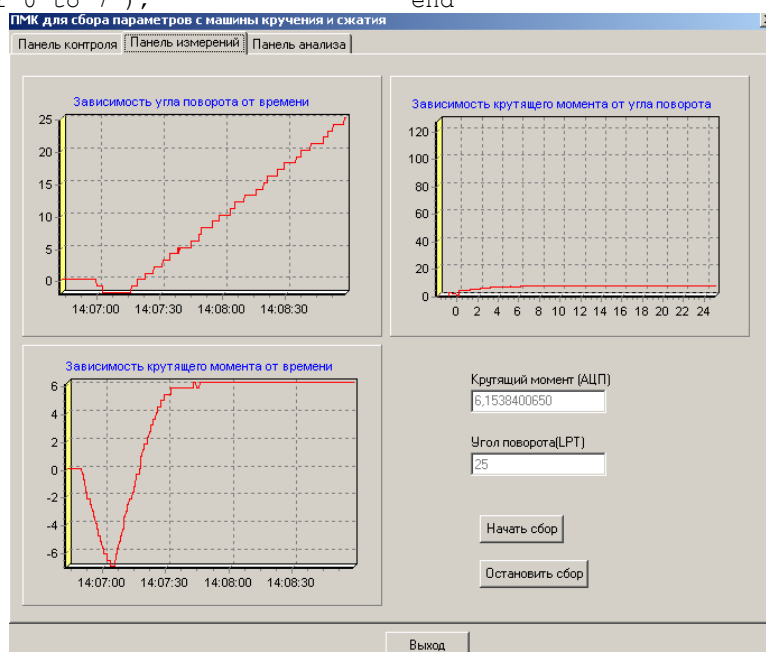 0 to 7 ); end
ПМК для сбора параметров с машины кручения и сжатия
Панель контроля Панель измерений Панель анализа
Зависимость угла поворота от времени
25
20
15
10
5
0
14:07:00 14:07:30 14:08:00 14:08:30
Зависимость крутящего момента от угла поворота
120
100
80
60
40
20
0
0 2 4 6 8 10 12 14 16 18 20 22 24
Зависимость крутящего момента от времени
6
4
2
0
-2
-4
-6
14:07:00 14:07:30 14:08:00 14:08:30
Крутящий момент (АЦП)
6,1538400650
Угол поворота(LPT)
25
Начать сбор
Остановить сбор
Выход